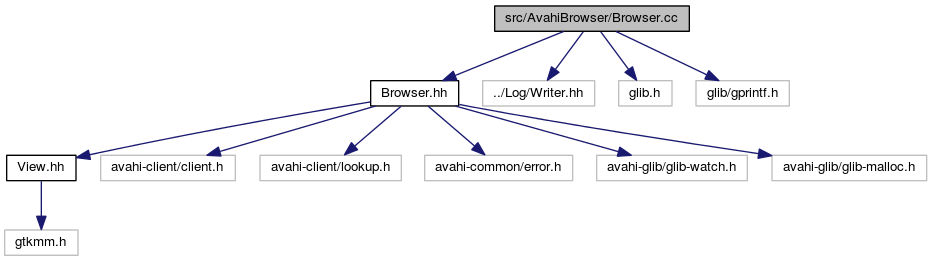 src/AvahiBrowser/Browser.cc
Browser.hh
../Log/Writer.hh
glib.h
glib/gprintf.h
View.hh
avahi-client/client.h
avahi-client/lookup.h
avahi-common/error.h
avahi-glib/glib-watch.h
avahi-glib/glib-malloc.h
gtkmm.h